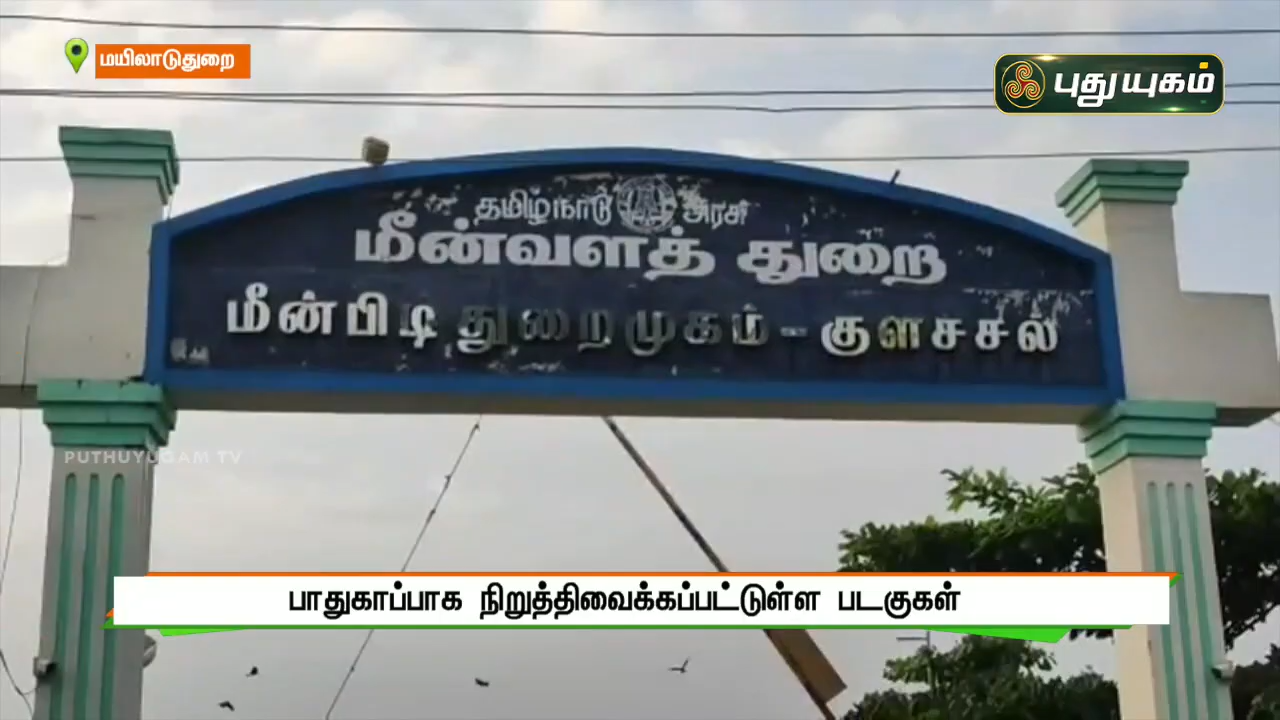 மயிலாடுதுறை
புதுயுகம்
தமிழ்நாடு அரசு
மீன்வளத் துறை
மீன்பிடி துறைமுகம் - குளச்சல்
PUTHUYUGAM TV
பாதுகாப்பாக நிறுத்திவைக்கப்பட்டுள்ள படகுகள்